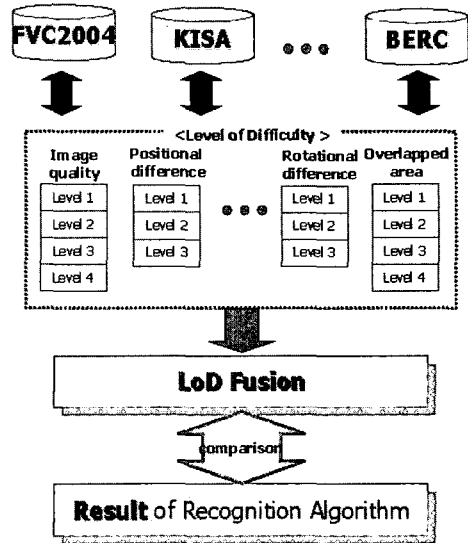 FVC2004
KISA
BERC
<Level of Difficulty >
Image quality
Level 1
Level 2
Level 3
Level 4
Positional difference
Level 1
Level 2
Level 3
Rotational difference
Level 1
Level 2
Level 3
Overlapped area
Level 1
Level 2
Level 3
Level 4
LoD Fusion
comparison
Result of Recognition Algorithm